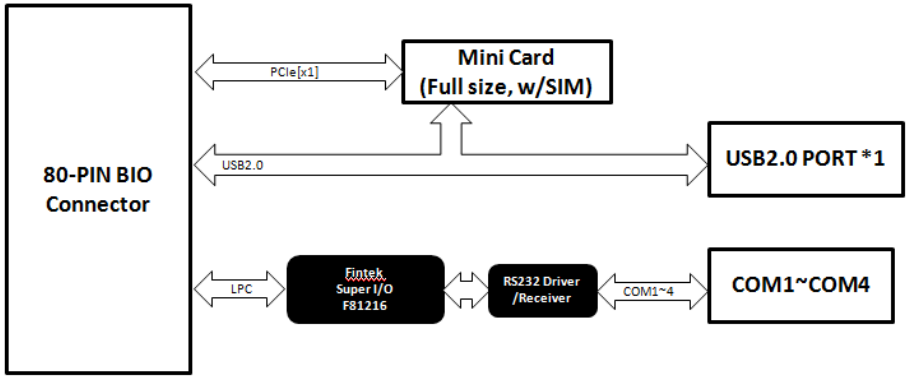 80-PIN BIO
Connector
PCIe[x1]
Mini Card
(Full size, w/SIM)
USB2.0
USB2.0 PORT *1
LPC
Fintek
Super I/O
F81216
RS232 Driver
/Receiver
COM1~4
COM1~COM4